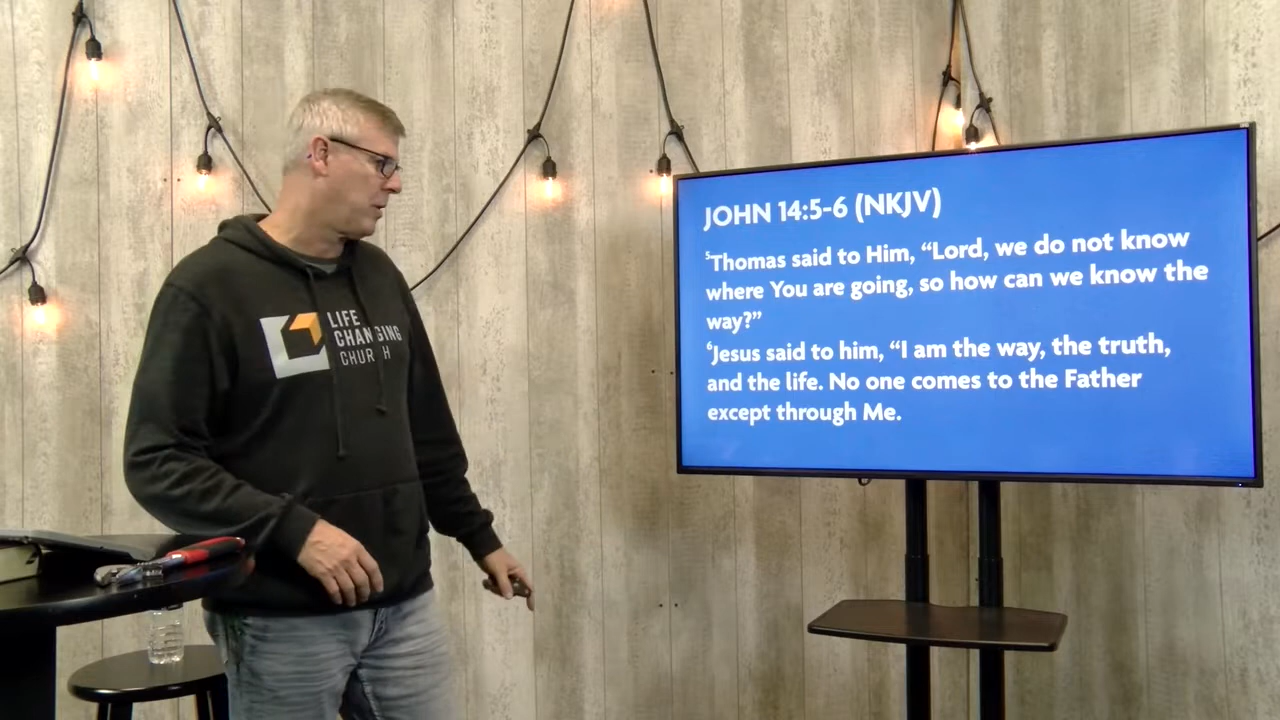 LIFE
CHANGING
CHURCH
JOHN 14:5-6 (NKJV)
5Thomas said to Him, “Lord, we do not know
where You are going, so how can we know the
way?”
6Jesus said to him, “I am the way, the truth,
and the life. No one comes to the Father
except through Me.